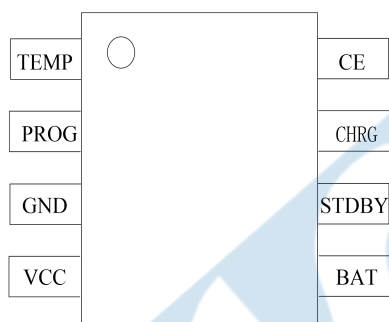 TEMP
CE
PROG
CHRG
GND
STDBY
VCC
BAT